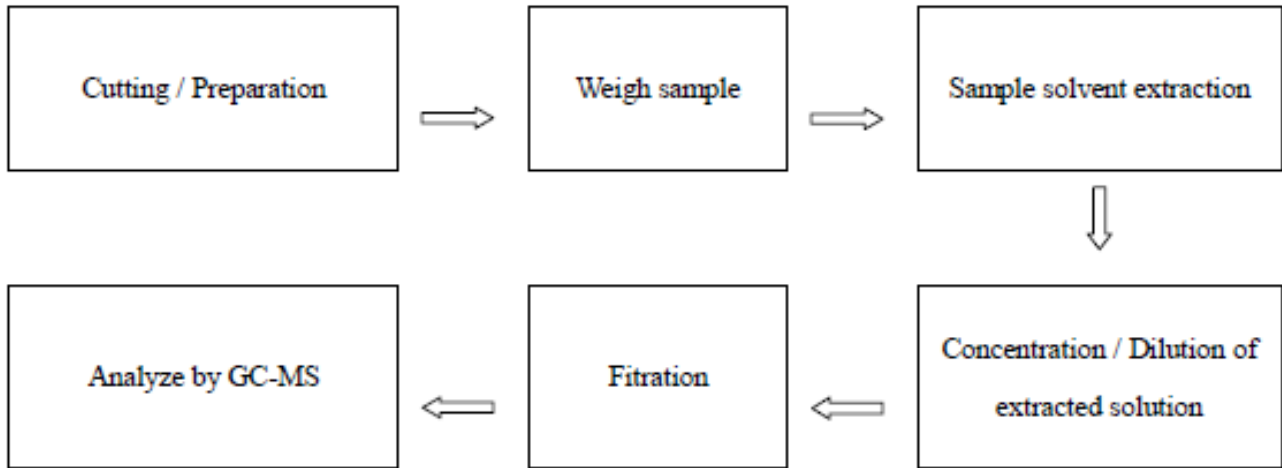 Cutting / Preparation
Weigh sample
Sample solvent extraction
Concentration / Dilution of
extracted solution
Fitration
Analyze by GC-MS